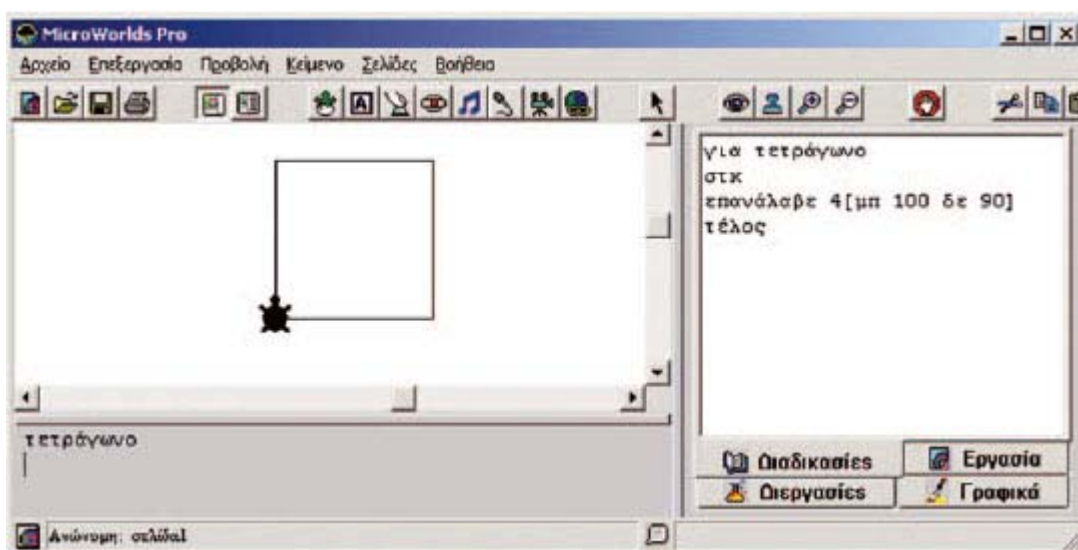 MicroWorlds Pro
Αρχείο Επεξεργασία Προβολή Κείμενο Σελίδες Βοήθεια
για τετράγωνο
στκ
επανάλαβε 4[μπ 100 δε 90]
τέλος
τετράγωνο
Διαδικασίες
Εργασία
Διεργασίες
Γραφικά
Ανώνυμη: σελίδα1